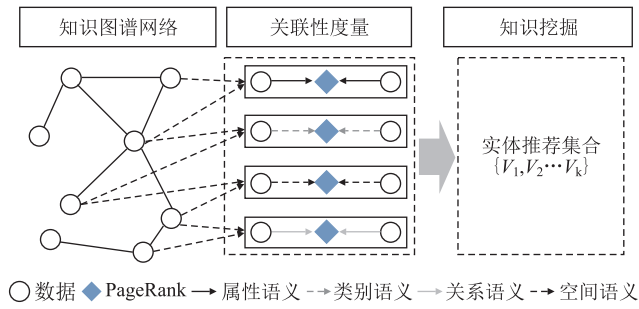 知识图谱网络
关联性度量
知识挖掘
实体推荐集合
{V1,V2⋯Vk}
数据 PageRank 属性语义 类别语义 关系语义 空间语义